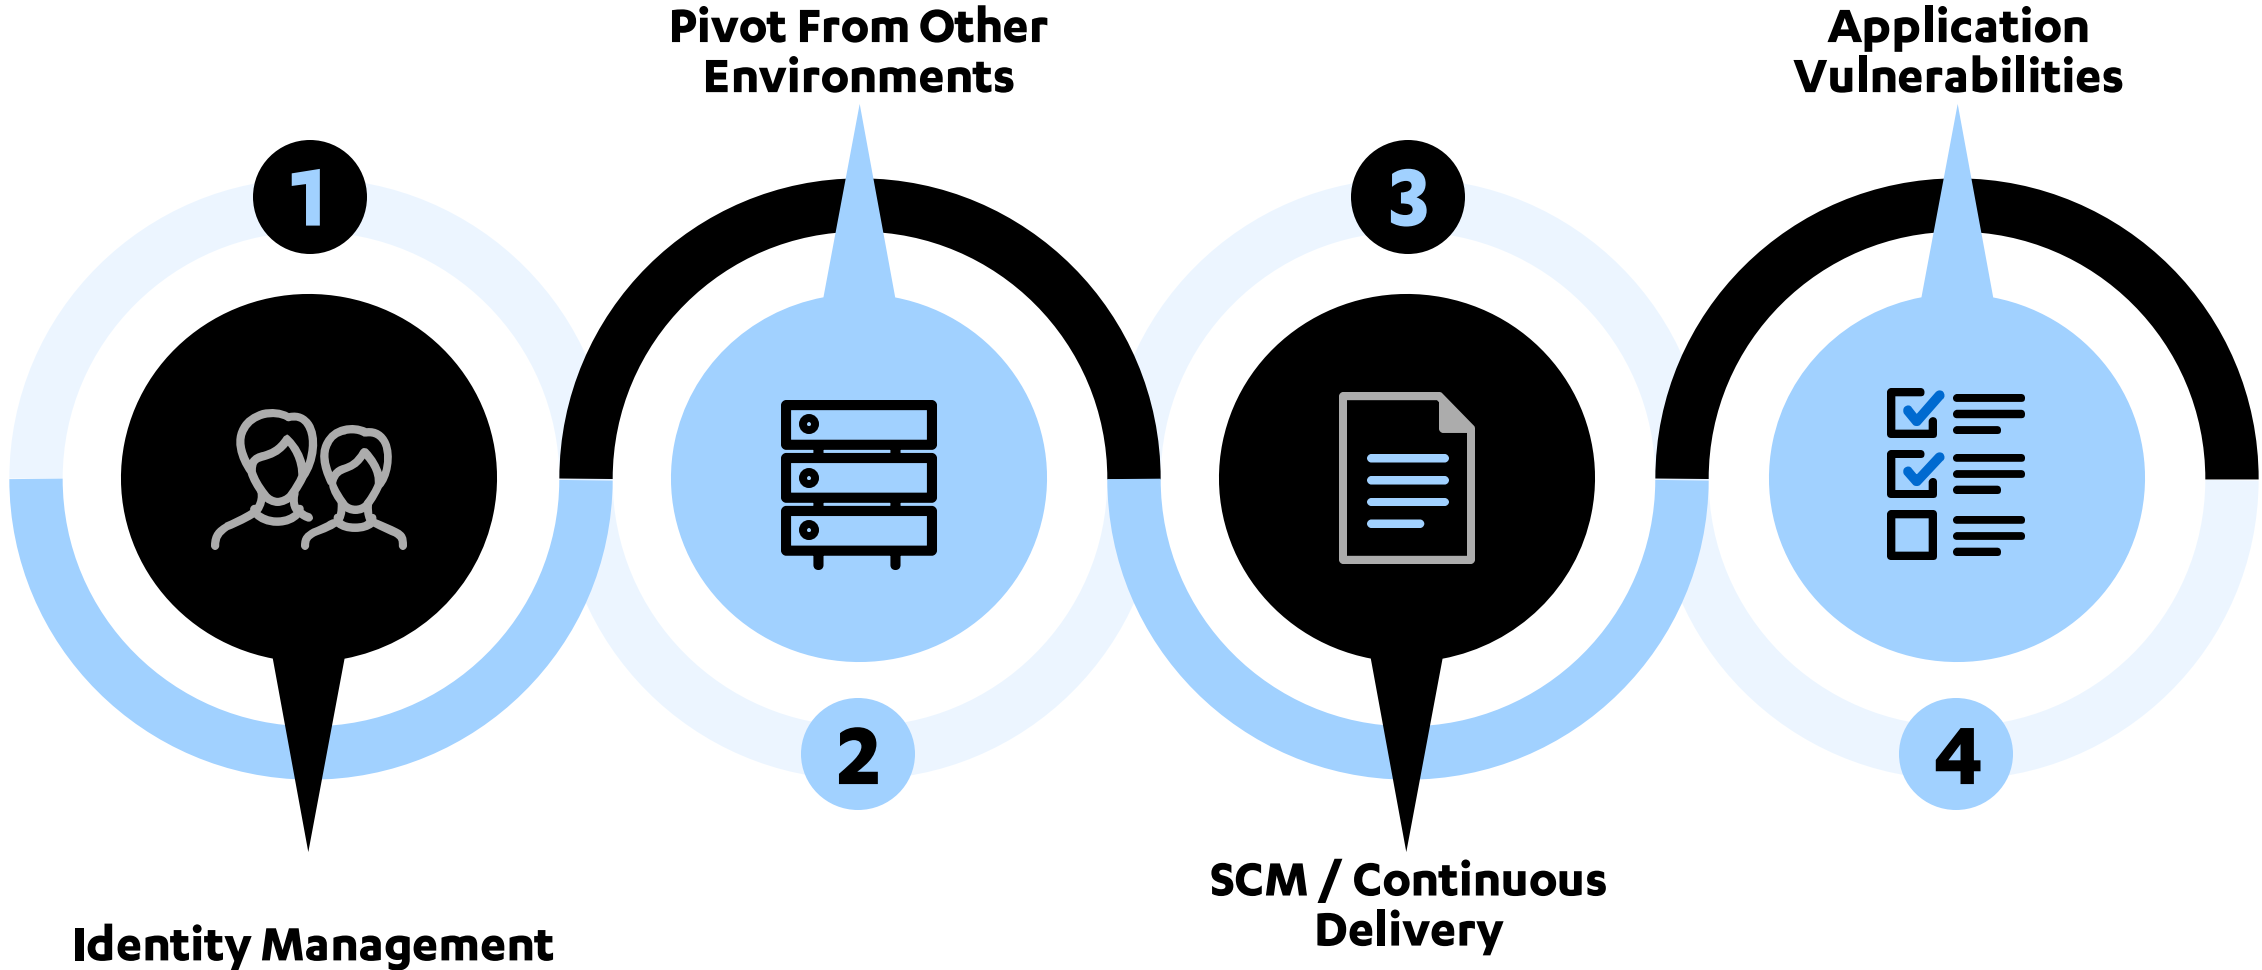 1
Identity Management
Pivot From Other
Environments
2
3
SCM / Continuous
Delivery
Application
Vulnerabilities
4